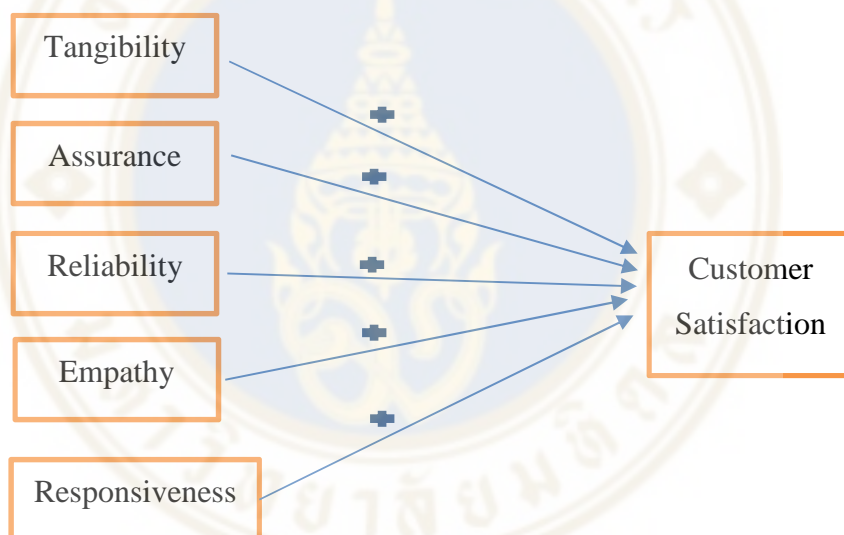 Tangibility
Assurance
Reliability
Empathy
Responsiveness
Customer
Satisfaction